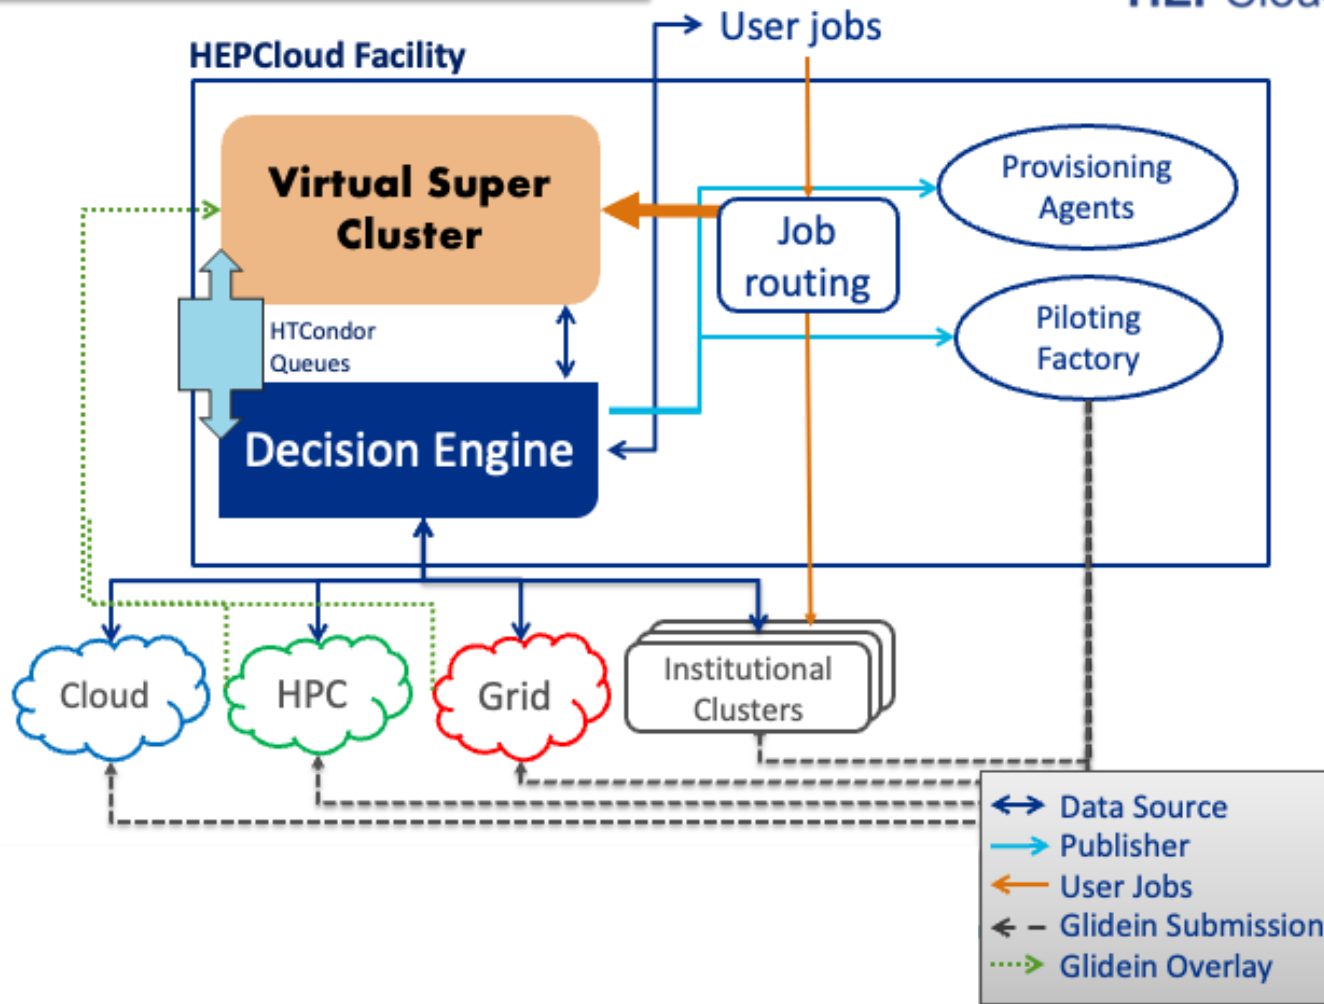 User jobs
HEPCloud Facility
Virtual Super
Cluster
Provisioning
Agents
Job
routing
HTCondor
Queues
Piloting
Factory
Decision Engine
Cloud
HPC
Grid
Institutional
Clusters
Data Source
Publisher
User Jobs
Glidein Submission
Glidein Overlay